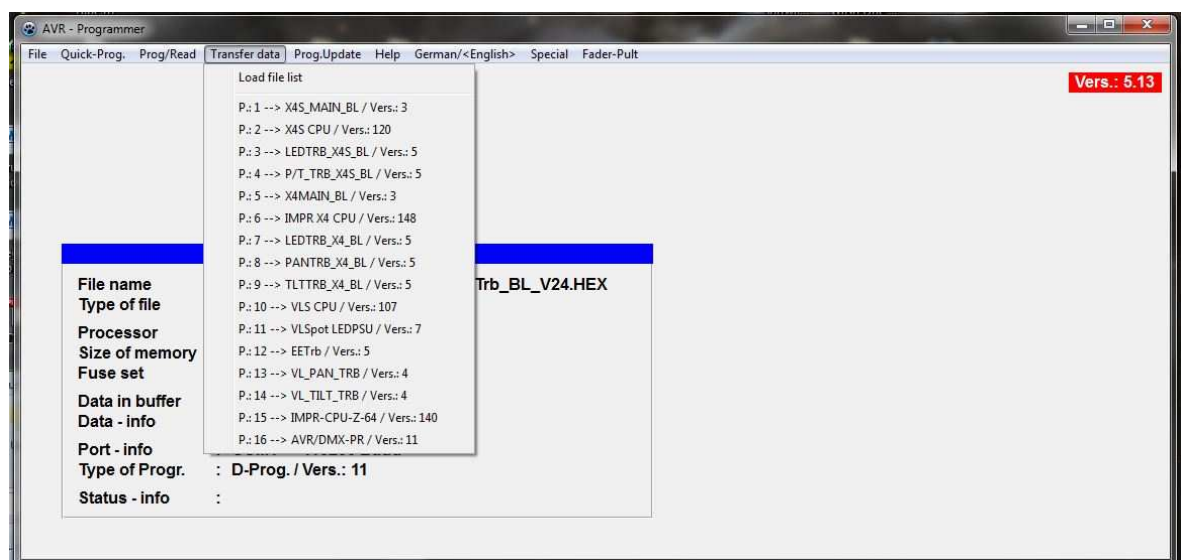 AVR - Programmer
File Quick-Prog. Prog/Read Transfer data Prog.Update Help German/<English> Special Fader-Pult
Vers.: 5.13
Load file list
P.: 1 --> X4S_MAIN_BL / Vers.: 3
P.: 2 --> X4S CPU / Vers.: 120
P.: 3 --> LEDTRB_X4S_BL / Vers.: 5
P.: 4 --> P/T_TRB_X4S_BL / Vers.: 5
P.: 5 --> X4MAIN_BL / Vers.: 3
P.: 6 --> IMPR X4 CPU / Vers.: 148
P.: 7 --> LEDTRB_X4_BL / Vers.: 5
P.: 8 --> PANTRB_X4_BL / Vers.: 5
P.: 9 --> TLTTRB_X4_BL / Vers.: 5
P.: 10 --> VLS CPU / Vers.: 107
P.: 11 --> VLSpot LEDPSU / Vers.: 7
P.: 12 --> EETrb / Vers.: 5
P.: 13 --> VL_PAN_TRB / Vers.: 4
P.: 14 --> VL_TILT_TRB / Vers.: 4
P.: 15 --> IMPR-CPU-Z-64 / Vers.: 140
P.: 16 --> AVR/DMX-PR / Vers.: 11
File name Trb_BL_V24.HEX
Type of file
Processor
Size of memory
Fuse set
Data in buffer
Data - info
Port - info
Type of Progr. : D-Prog. / Vers.: 11
Status - info :